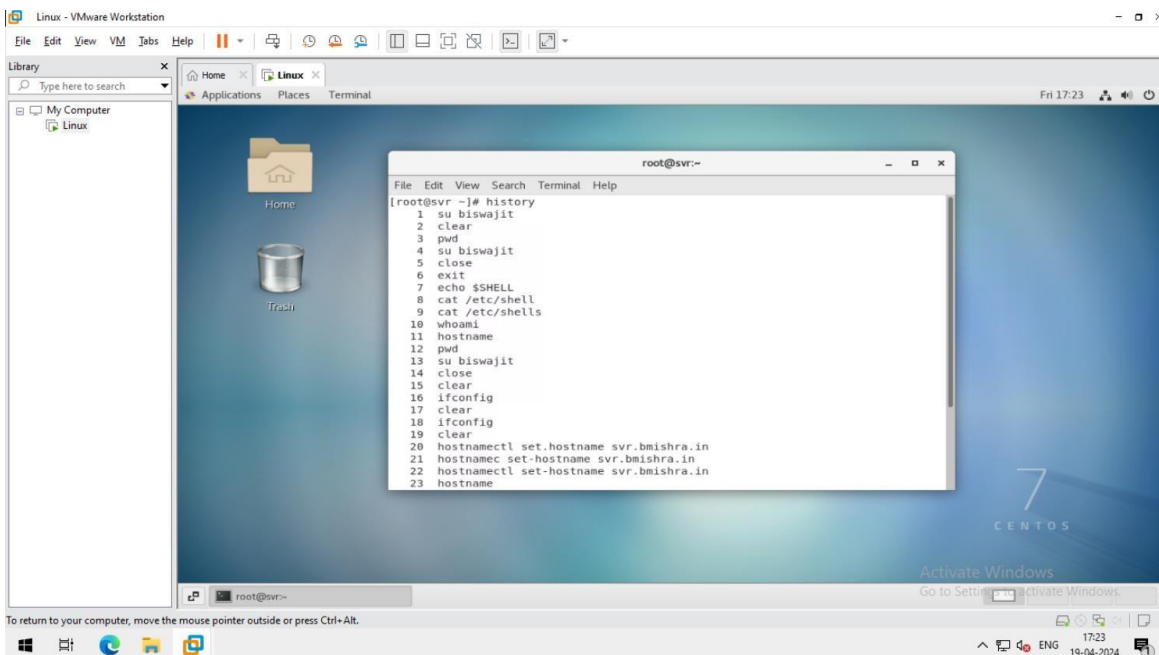 Linux - VMware Workstation
File Edit View VM Tabs Help
Library
Type here to search
My Computer
Linux
Home
Linux
Applications Places Terminal
Fri 17:23
Home
Trash
root@svr:~
File Edit View Search Terminal Help
[root@svr ~]# history
1 su biswajit
2 clear
3 pwd
4 su biswajit
5 close
6 exit
7 echo $SHELL
8 cat /etc/shell
9 cat /etc/shells
10 whoami
11 hostname
12 pwd
13 su biswajit
14 close
15 clear
16 ifconfig
17 clear
18 ifconfig
19 clear
20 hostnamectl set.hostname svr.bmishra.in
21 hostnamec set-hostname svr.bmishra.in
22 hostnamectl set-hostname svr.bmishra.in
23 hostname
7
CENTOS
Activate Windows
Go to Settings to activate Windows.
root@svr:~
To return to your computer, move the mouse pointer outside or press Ctrl+Alt.
ENG
17:23
19-04-2024